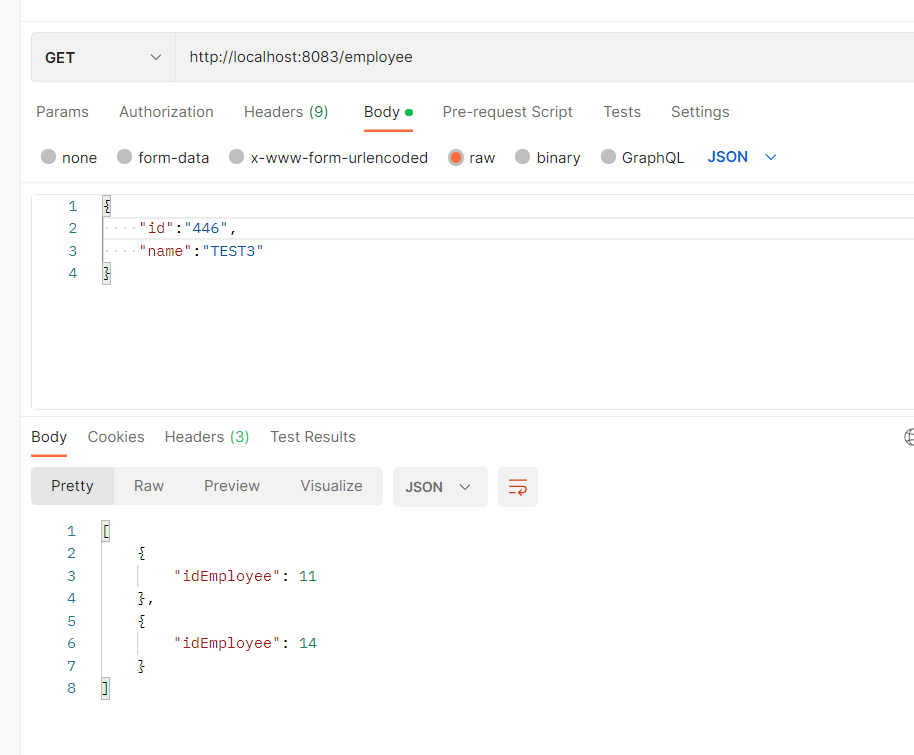 GET http://localhost:8083/employee
Params Authorization Headers (9) Body Pre-request Script Tests Settings
none form-data x-www-form-urlencoded raw binary GraphQL JSON
1 {
2 ····"id":"446",
3 ····"name":"TEST3"
4 }
Body Cookies Headers (3) Test Results
Pretty Raw Preview Visualize JSON
1 [
2 {
3 "idEmployee": 11
4 },
5 {
6 "idEmployee": 14
7 }
8 ]